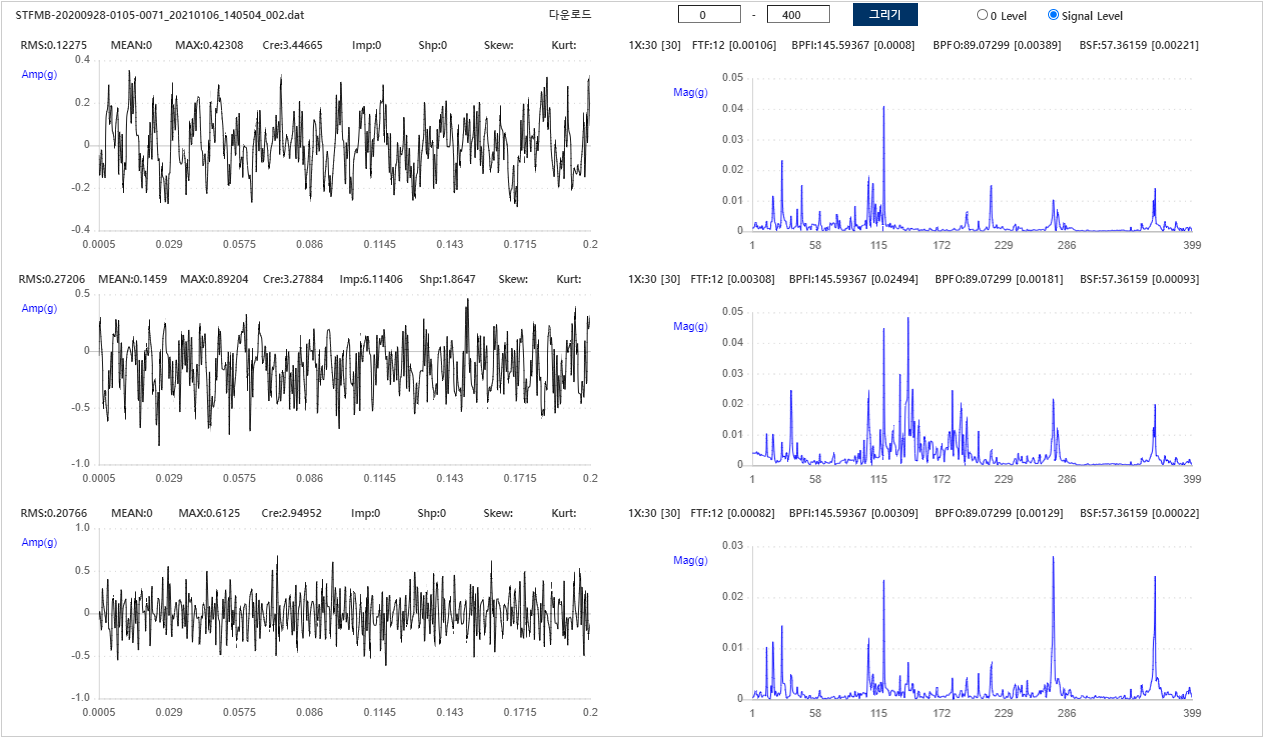 STFMB-20200928-0105-0071_20210106_140504_002.dat 다운로드 0 - 400 그리기 0 Level Signal Level
RMS:0.12275 MEAN:0 MAX:0.42308 Cre:3.44665 Imp:0 Shp:0 Skew: Kurt:
Amp(g)
0.4
0.2
0
-0.2
-0.4
0.0005 0.029 0.0575 0.086 0.1145 0.143 0.1715 0.2
1X:30 [30] FTF:12 [0.00106] BPFI:145.59367 [0.0008] BPFO:89.07299 [0.00389] BSF:57.36159 [0.00221]
Mag(g)
0.05
0.04
0.03
0.02
0.01
0
1 58 115 172 229 286 399
RMS:0.27206 MEAN:0.1459 MAX:0.89204 Cre:3.27884 Imp:6.11406 Shp:1.8647 Skew: Kurt:
Amp(g)
0.5
0
-0.5
-1.0
0.0005 0.029 0.0575 0.086 0.1145 0.143 0.1715 0.2
1X:30 [30] FTF:12 [0.00308] BPFI:145.59367 [0.02494] BPFO:89.07299 [0.00181] BSF:57.36159 [0.00093]
Mag(g)
0.05
0.04
0.03
0.02
0.01
0
1 58 115 172 229 286 399
RMS:0.20766 MEAN:0 MAX:0.6125 Cre:2.94952 Imp:0 Shp:0 Skew: Kurt:
Amp(g)
1.0
0.5
0
-0.5
-1.0
0.0005 0.029 0.0575 0.086 0.1145 0.143 0.1715 0.2
1X:30 [30] FTF:12 [0.00082] BPFI:145.59367 [0.00309] BPFO:89.07299 [0.00129] BSF:57.36159 [0.00022]
Mag(g)
0.03
0.02
0.01
0
1 58 115 172 229 286 399